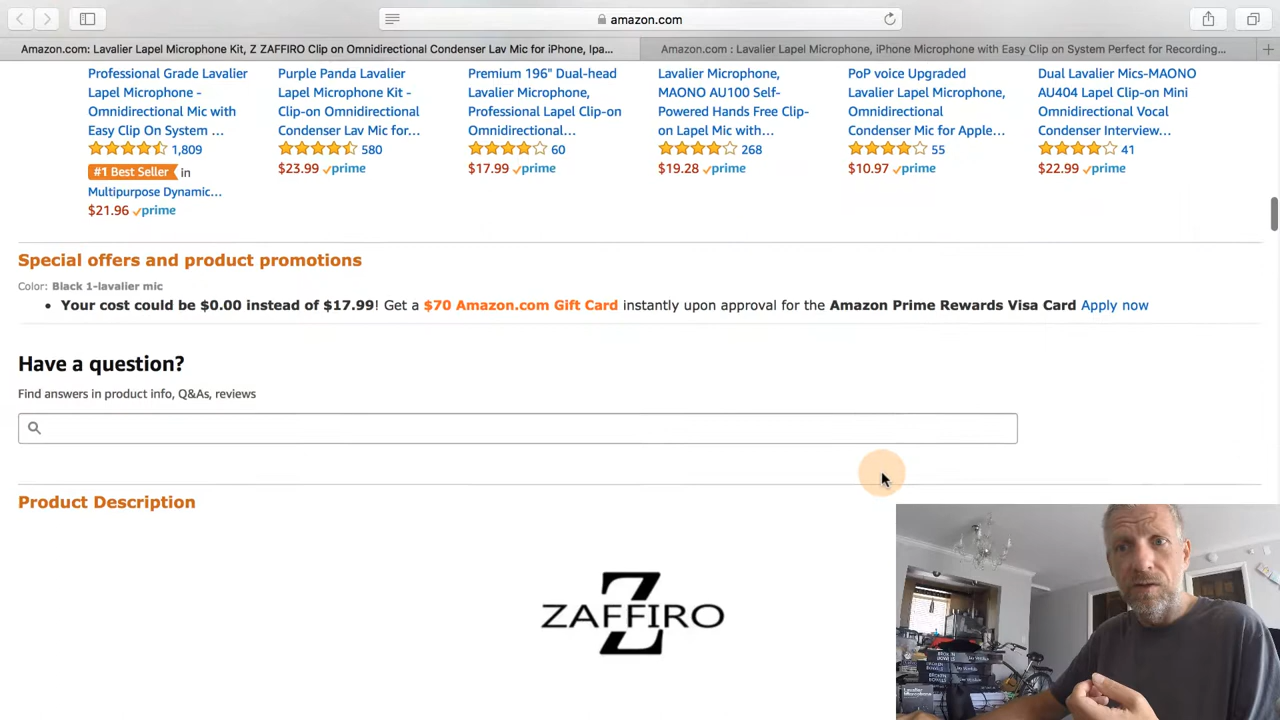 amazon.com
Amazon.com: Lavalier Lapel Microphone Kit, Z ZAFFIRO Clip on Omnidirectional Condenser Lav Mic for iPhone, Ipa...
Amazon.com : Lavalier Lapel Microphone, iPhone Microphone with Easy Clip on System Perfect for Recording...
Professional Grade Lavalier
Lapel Microphone -
Omnidirectional Mic with
Easy Clip On System ...
1,809
#1 Best Seller in
Multipurpose Dynamic...
$21.96 prime
Purple Panda Lavalier
Lapel Microphone Kit -
Clip-on Omnidirectional
Condenser Lav Mic for...
580
$23.99 prime
Premium 196" Dual-head
Lavalier Microphone,
Professional Lapel Clip-on
Omnidirectional...
60
$17.99 prime
Lavalier Microphone,
MAONO AU100 Self-
Powered Hands Free Clip-
on Lapel Mic with...
268
$19.28 prime
PoP voice Upgraded
Lavalier Lapel Microphone,
Omnidirectional
Condenser Mic for Apple...
55
$10.97 prime
Dual Lavalier Mics-MAONO
AU404 Lapel Clip-on Mini
Omnidirectional Vocal
Condenser Interview...
41
$22.99 prime
Special offers and product promotions
Color: Black 1-lavalier mic
• Your cost could be $0.00 instead of $17.99! Get a $70 Amazon.com Gift Card instantly upon approval for the Amazon Prime Rewards Visa Card Apply now
Have a question?
Find answers in product info, Q&As, reviews
Product Description
Z
ZAFFIRO
BROKEN
BOWELS
Lavalier
Microphone